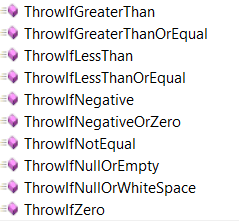 ThrowIfGreaterThan
ThrowIfGreaterThanOrEqual
ThrowIfLessThan
ThrowIfLessThanOrEqual
ThrowIfNegative
ThrowIfNegativeOrZero
ThrowIfNotEqual
ThrowIfNullOrEmpty
ThrowIfNullOrWhiteSpace
ThrowIfZero